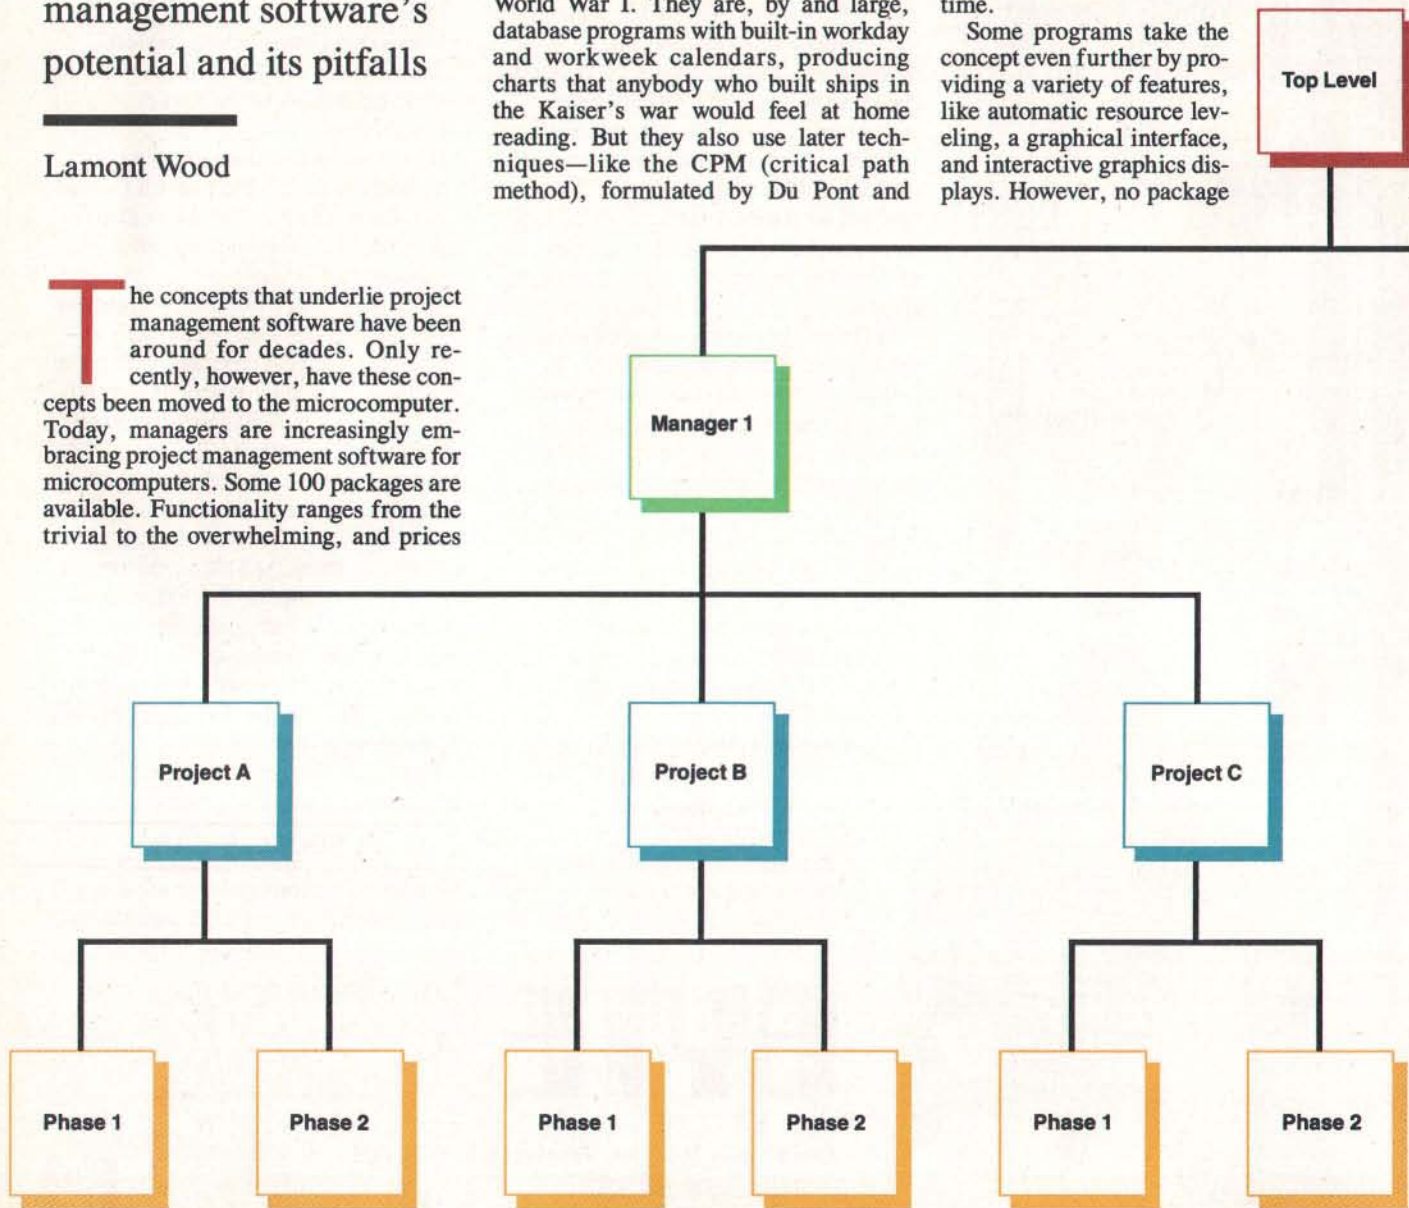 management software's
potential and its pitfalls
Lamont Wood
The concepts that underlie project
management software have been
around for decades. Only re-
cently, however, have these con-
cepts been moved to the microcomputer.
Today, managers are increasingly em-
bracing project management software for
microcomputers. Some 100 packages are
available. Functionality ranges from the
trivial to the overwhelming, and prices
World War I. They are, by and large,
database programs with built-in workday
and workweek calendars, producing
charts that anybody who built ships in
the Kaiser's war would feel at home
reading. But they also use later tech-
niques—like the CPM (critical path
method), formulated by Du Pont and
time.
Some programs take the
concept even further by pro-
viding a variety of features,
like automatic resource lev-
eling, a graphical interface,
and interactive graphics dis-
plays. However, no package
Top Level
Manager 1
Project A
Project B
Project C
Phase 1
Phase 2
Phase 1
Phase 2
Phase 1
Phase 2